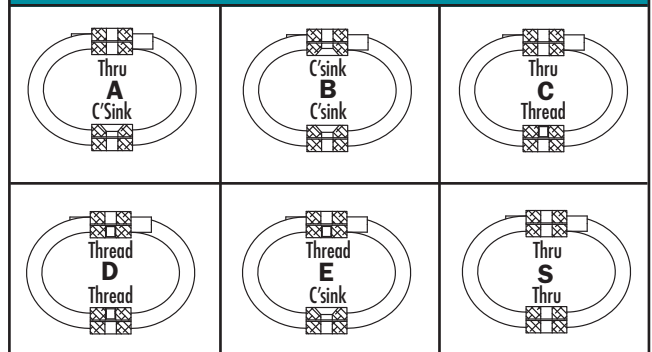 Thru
A
C'Sink
C'sink
B
C'sink
Thru
C
Thread
Thread
D
Thread
Thread
E
C'sink
Thru
S
Thru